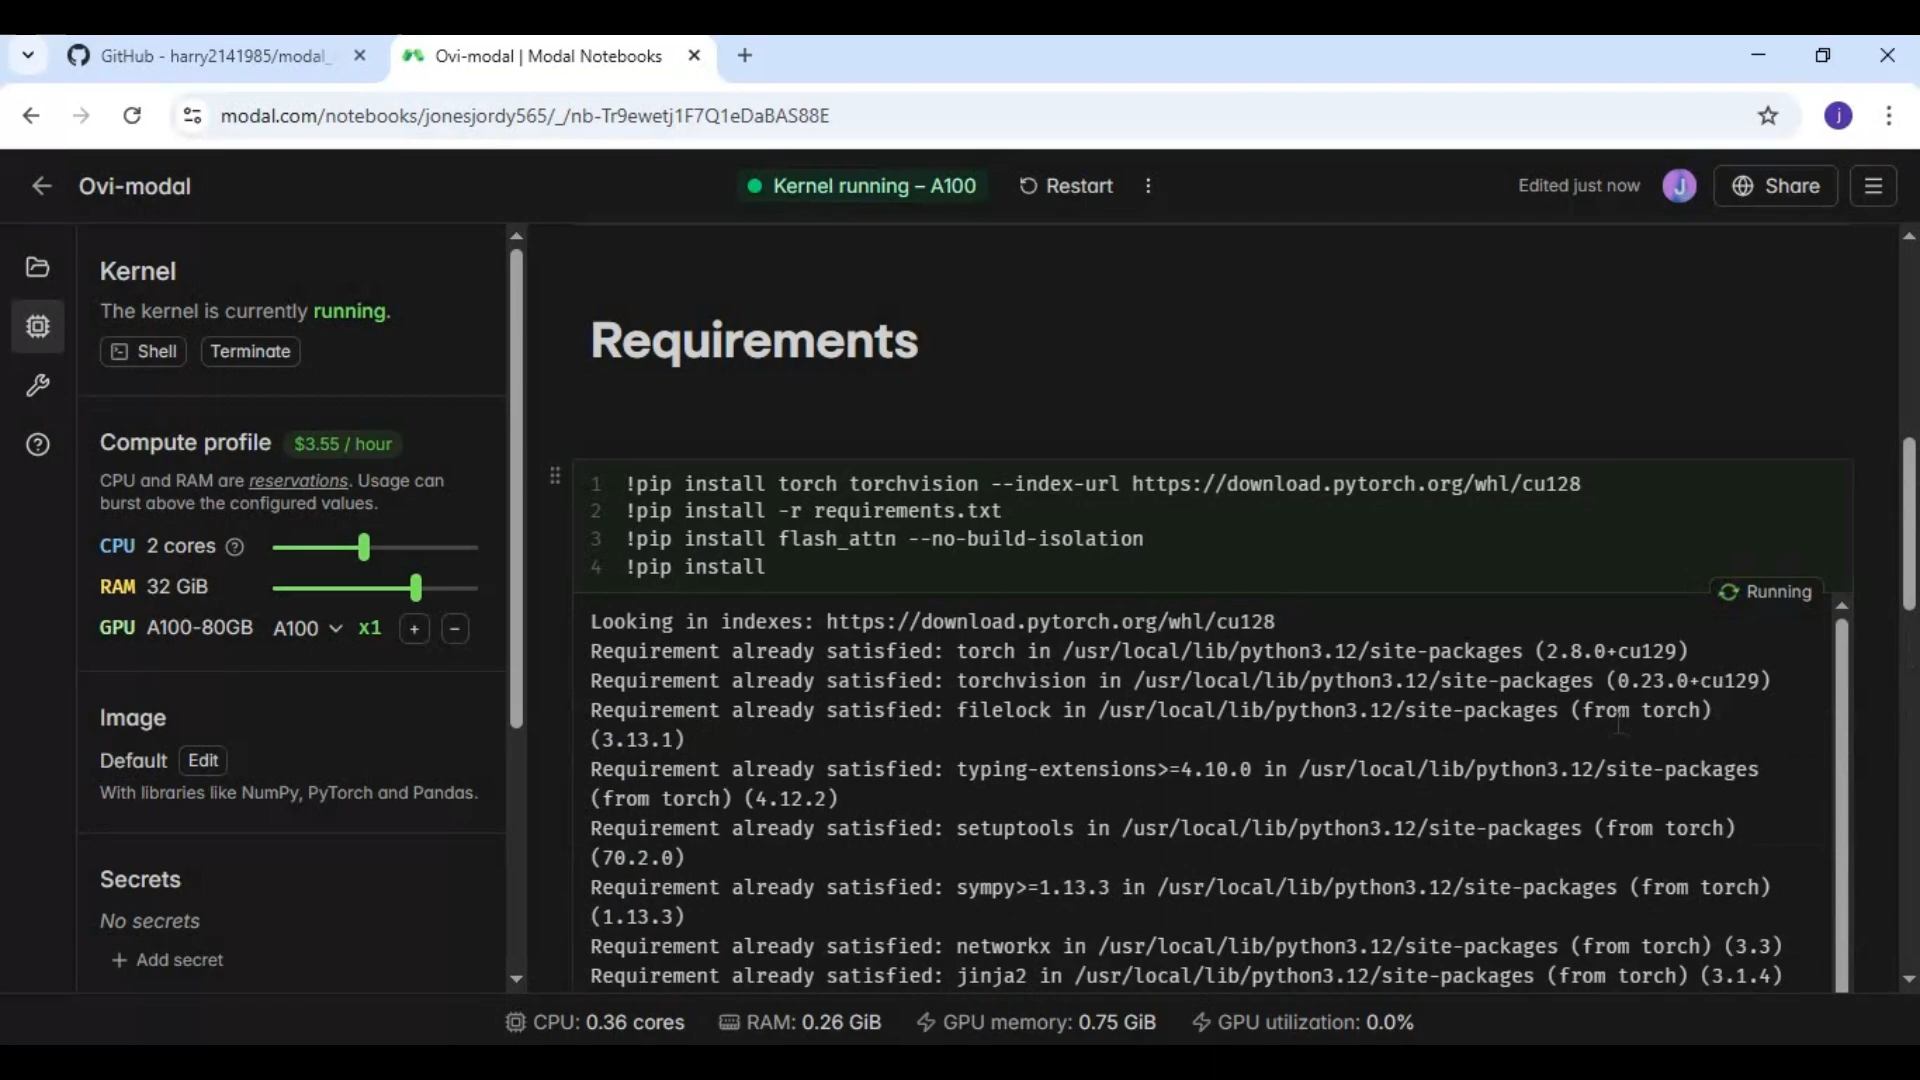 GitHub - harry2141985/modal_
Ovi-modal | Modal Notebooks
modal.com/notebooks/jonesjordy565/_/nb-Tr9ewetj1F7Q1eDaBAS88E
j
Ovi-modal
Kernel running – A100
Restart
Edited just now
J
Share
Kernel
The kernel is currently running.
Shell
Terminate
Compute profile
$3.55 / hour
CPU and RAM are reservations. Usage can
burst above the configured values.
CPU 2 cores
RAM 32 GiB
GPU A100-80GB A100 x1 + -
Image
Default
Edit
With libraries like NumPy, PyTorch and Pandas.
Secrets
No secrets
+ Add secret
Requirements
1 !pip install torch torchvision --index-url https://download.pytorch.org/whl/cu128
2 !pip install -r requirements.txt
3 !pip install flash_attn --no-build-isolation
4 !pip install
Running
Looking in indexes: https://download.pytorch.org/whl/cu128
Requirement already satisfied: torch in /usr/local/lib/python3.12/site-packages (2.8.0+cu129)
Requirement already satisfied: torchvision in /usr/local/lib/python3.12/site-packages (0.23.0+cu129)
Requirement already satisfied: filelock in /usr/local/lib/python3.12/site-packages (from torch)
(3.13.1)
Requirement already satisfied: typing-extensions>=4.10.0 in /usr/local/lib/python3.12/site-packages
(from torch) (4.12.2)
Requirement already satisfied: setuptools in /usr/local/lib/python3.12/site-packages (from torch)
(70.2.0)
Requirement already satisfied: sympy>=1.13.3 in /usr/local/lib/python3.12/site-packages (from torch)
(1.13.3)
Requirement already satisfied: networkx in /usr/local/lib/python3.12/site-packages (from torch) (3.3)
Requirement already satisfied: jinja2 in /usr/local/lib/python3.12/site-packages (from torch) (3.1.4)
CPU: 0.36 cores
RAM: 0.26 GiB
GPU memory: 0.75 GiB
GPU utilization: 0.0%